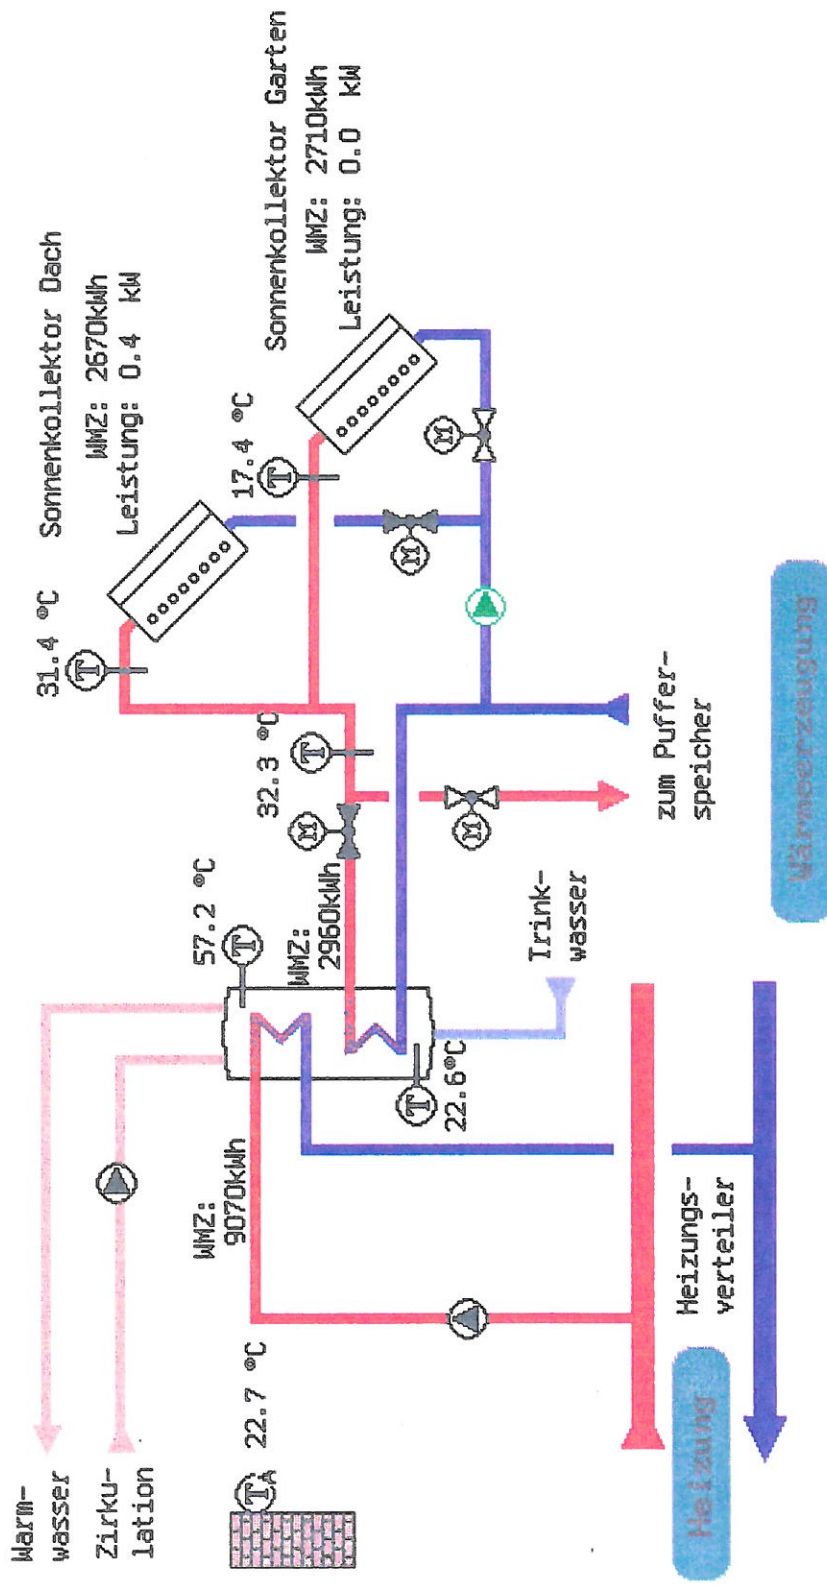 Warm-
wasser
Zirku-
lation
TA
22.7 °C
WMZ:
9070kWh
57.2 °C
T
WMZ:
2960kWh
T
22.6°C
M
32.3 °C
T
31.4 °C
T
Sonnenkollektor Dach
WMZ: 2670kWh
Leistung: 0.4 kW
17.4 °C
T
Sonnenkollektor Garten
WMZ: 2710kWh
Leistung: 0.0 kW
M
M
M
Trink-
wasser
zum Puffer-
speicher
Heizungs-
verteiler
Heizung
Wärmeerzeugung